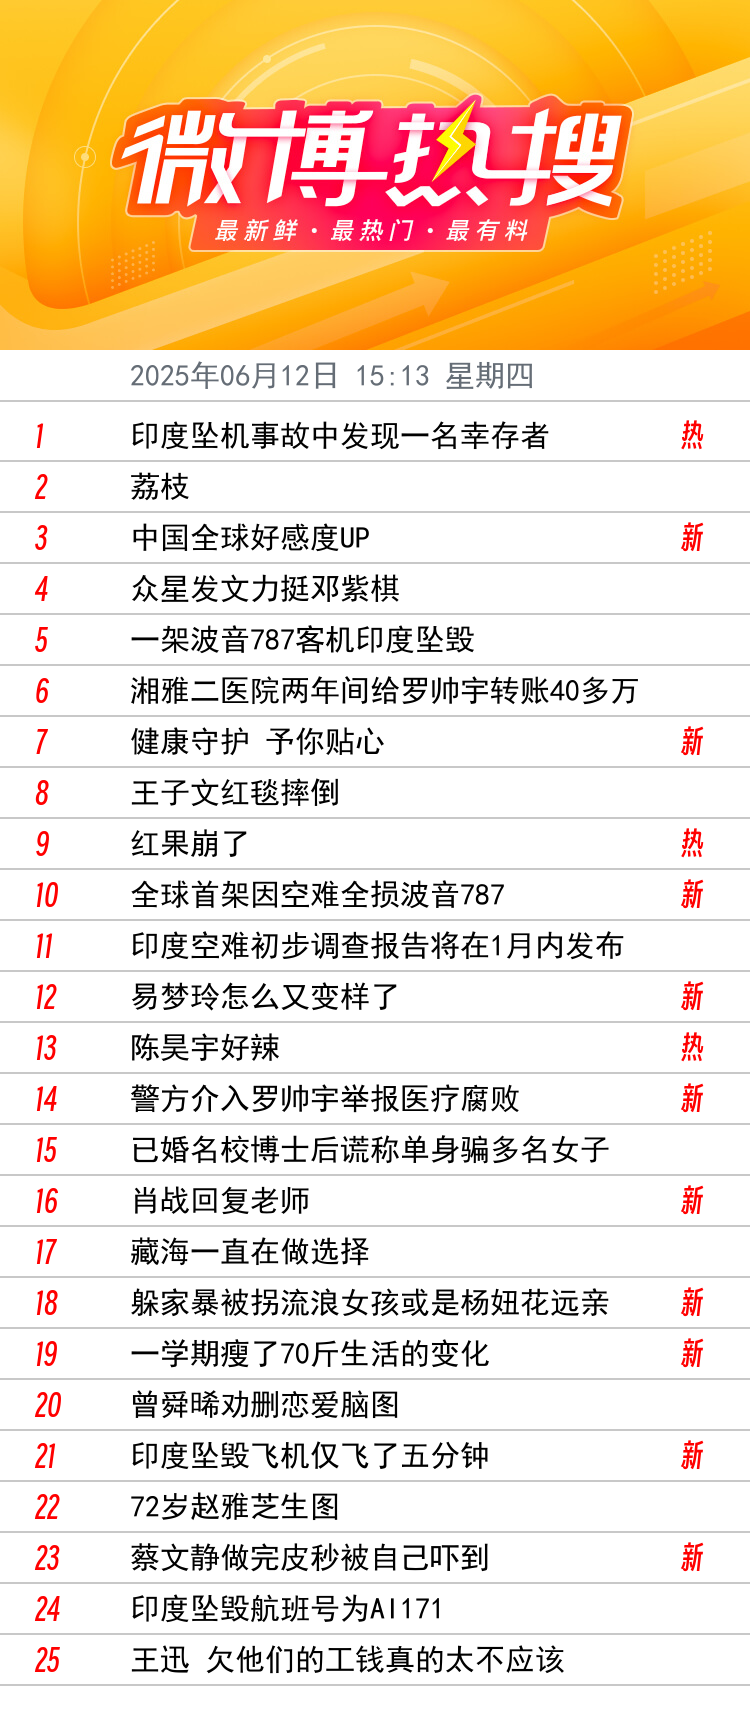 微博热搜
最新鲜·最热门·最有料
2025年06月12日 15:13 星期四
1 印度坠机事故中发现一名幸存者 热
2 荔枝
3 中国全球好感度UP 新
4 众星发文力挺邓紫棋
5 一架波音787客机印度坠毁
6 湘雅二医院两年间给罗帅宇转账40多万
7 健康守护 予你贴心 新
8 王子文红毯摔倒
9 红果崩了 热
10 全球首架因空难全损波音787 新
11 印度空难初步调查报告将在1月内发布
12 易梦玲怎么又变样了 新
13 陈昊宇好辣 热
14 警方介入罗帅宇举报医疗腐败 新
15 已婚名校博士后谎称单身骗多名女子
16 肖战回复老师 新
17 藏海一直在做选择
18 躲家暴被拐流浪女孩或是杨妞花远亲 新
19 一学期瘦了70斤生活的变化 新
20 曾舜晞劝删恋爱脑图
21 印度坠毁飞机仅飞了五分钟 新
22 72岁赵雅芝生图
23 蔡文静做完皮秒被自己吓到 新
24 印度坠毁航班号为AI171
25 王迅 欠他们的工钱真的太不应该